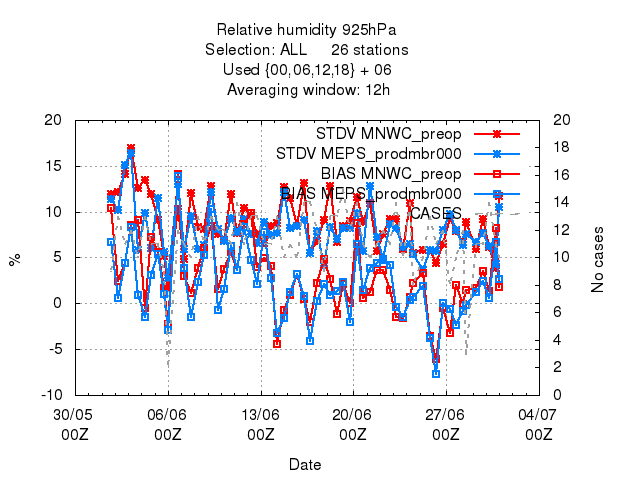 Relative humidity 925hPa
Selection: ALL 26 stations
Used {00,06,12,18} + 06
Averaging window: 12h
20 20
STDV MNWC_preop
18
STDV MEPS_prodmbr000
15 16
BIAS MNWC_preop
14
BIAS MEPS_prodmbr000
10 CASES
12
5 10
8
0
6
4
-5
2
-10 0
%
No cases
30/05 06/06 13/06 20/06 27/06 04/07
00Z 00Z 00Z 00Z 00Z 00Z
Date